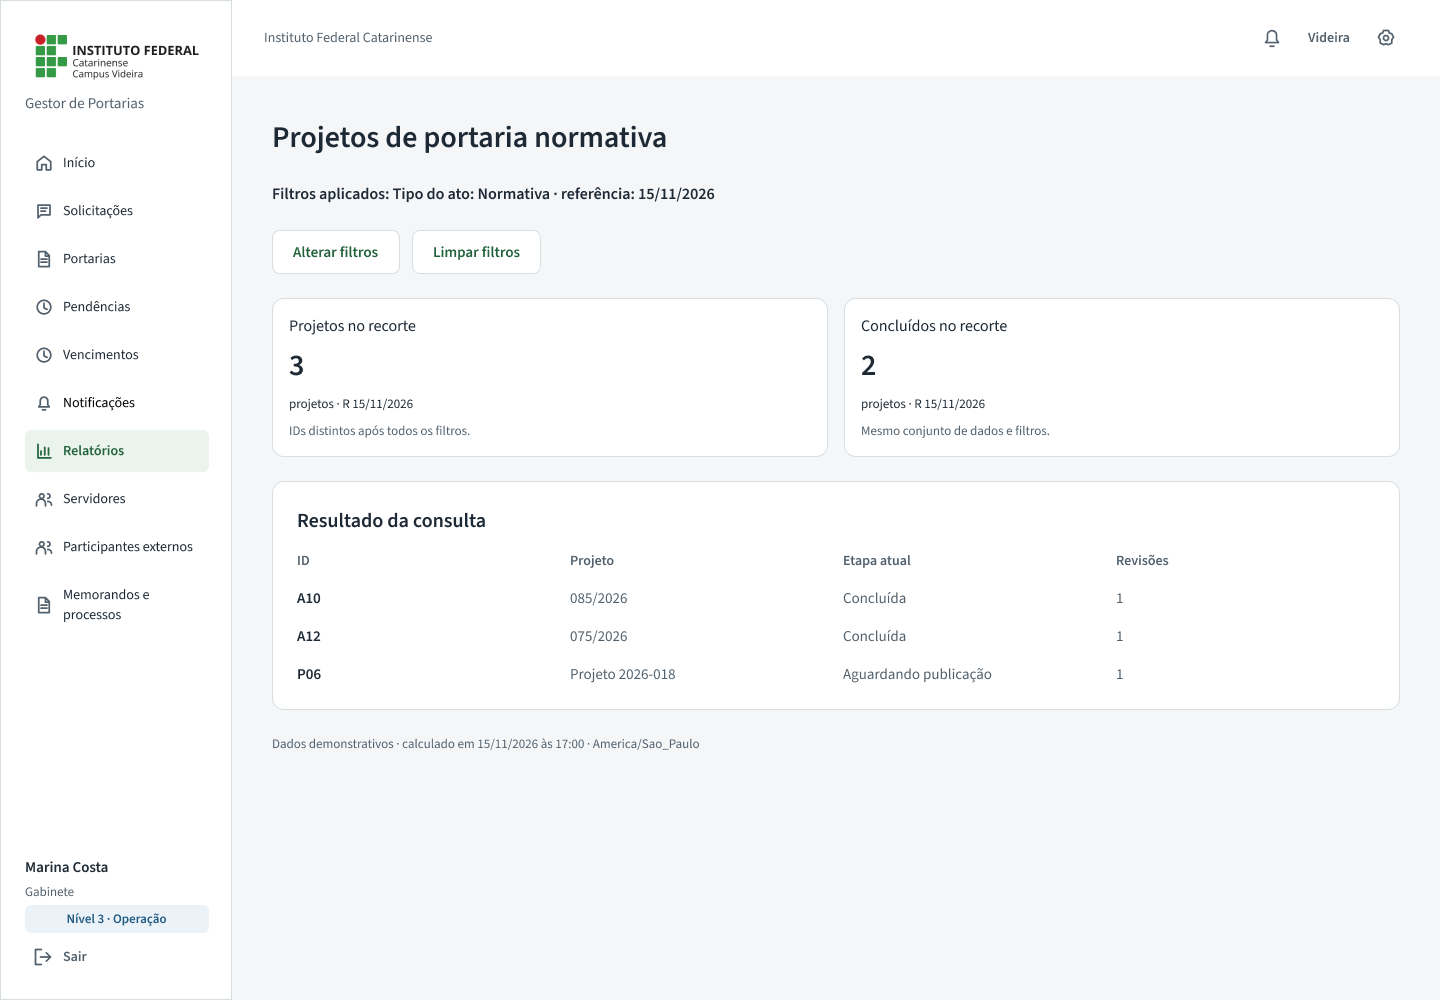 INSTITUTO FEDERAL
Catarinense
Campus Videira
Gestor de Portarias
Início
Solicitações
Portarias
Pendências
Vencimentos
Notificações
Relatórios
Servidores
Participantes externos
Memorandos e
processos
Marina Costa
Gabinete
Nível 3 · Operação
Sair
Instituto Federal Catarinense
Videira
Projetos de portaria normativa
Filtros aplicados: Tipo do ato: Normativa · referência: 15/11/2026
Alterar filtros Limpar filtros
Projetos no recorte
3
projetos · R 15/11/2026
IDs distintos após todos os filtros.
Concluídos no recorte
2
projetos · R 15/11/2026
Mesmo conjunto de dados e filtros.
Resultado da consulta
ID Projeto Etapa atual Revisões
A10 085/2026 Concluída 1
A12 075/2026 Concluída 1
P06 Projeto 2026-018 Aguardando publicação 1
Dados demonstrativos · calculado em 15/11/2026 às 17:00 · America/Sao_Paulo